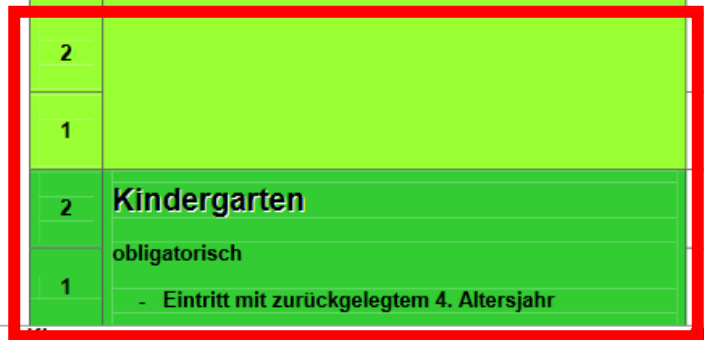 2
1
2
Kindergarten
obligatorisch
1
- Eintritt mit zurückgelegtem 4. Altersjahr